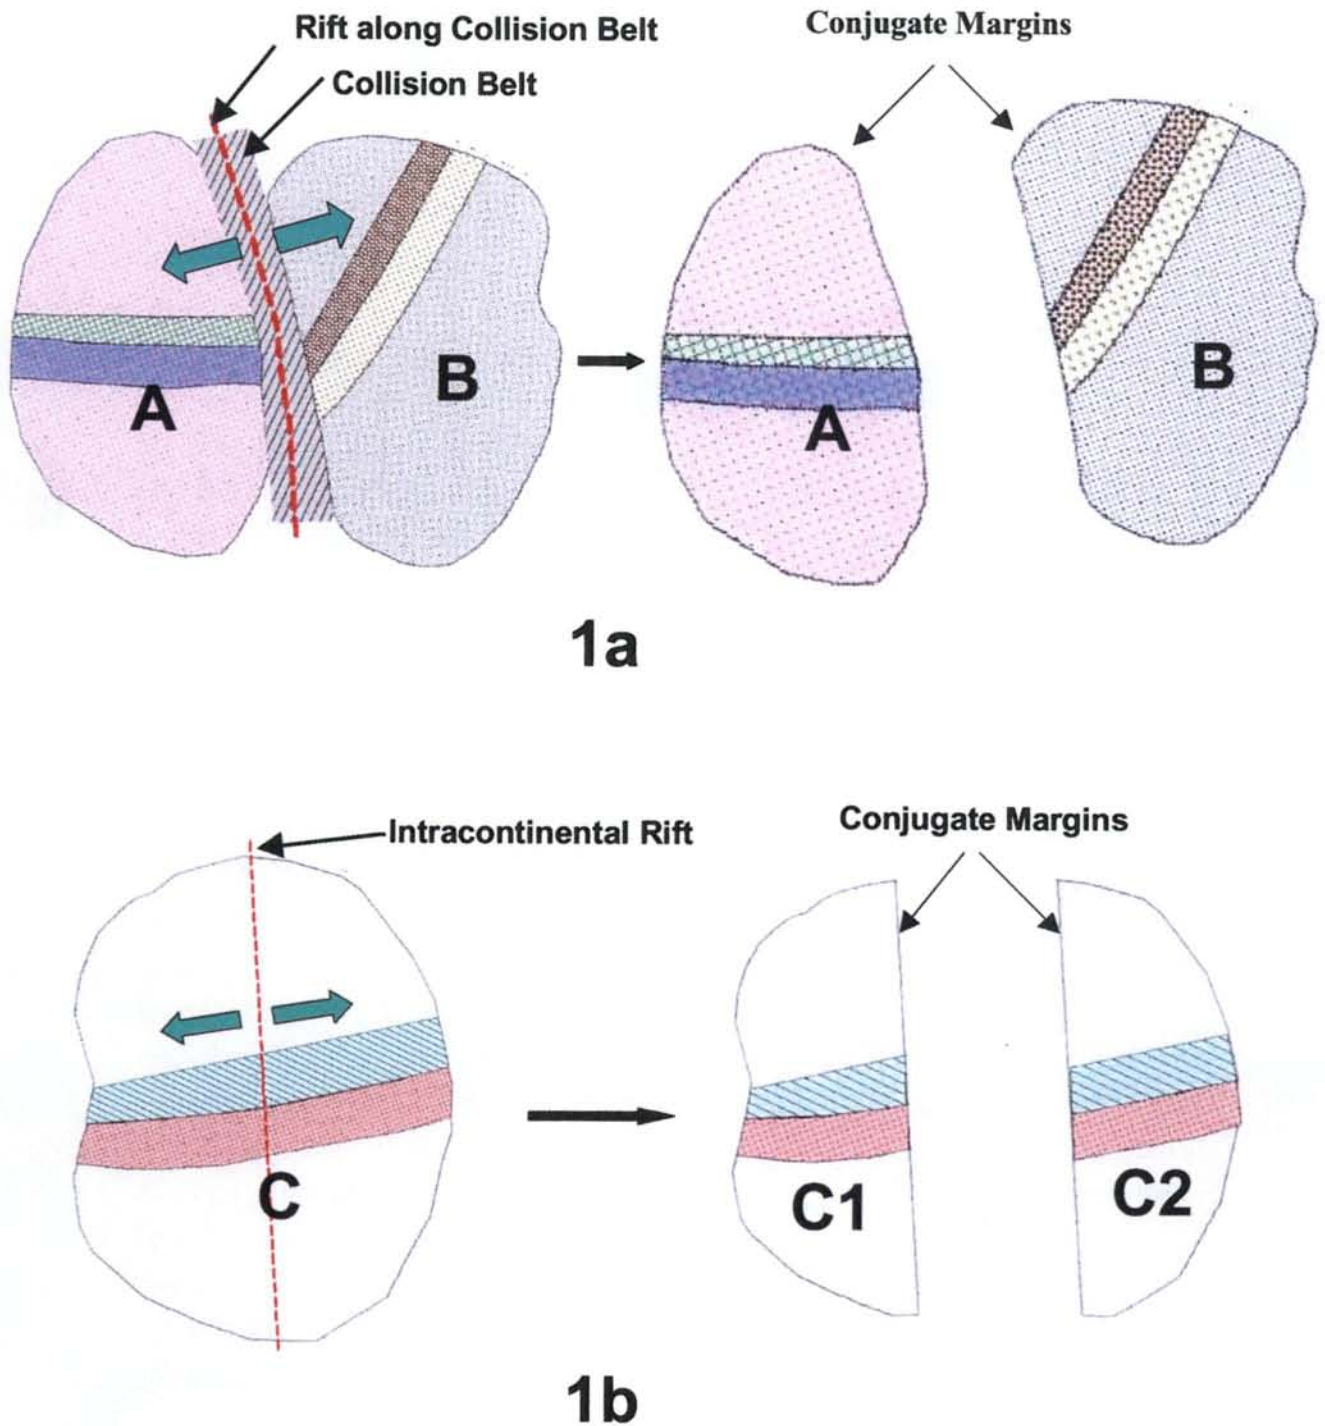 Rift along Collision Belt
Conjugate Margins
Collision Belt
A
B
A
B
1a
Intracontinental Rift
Conjugate Margins
C
C1
C2
1b